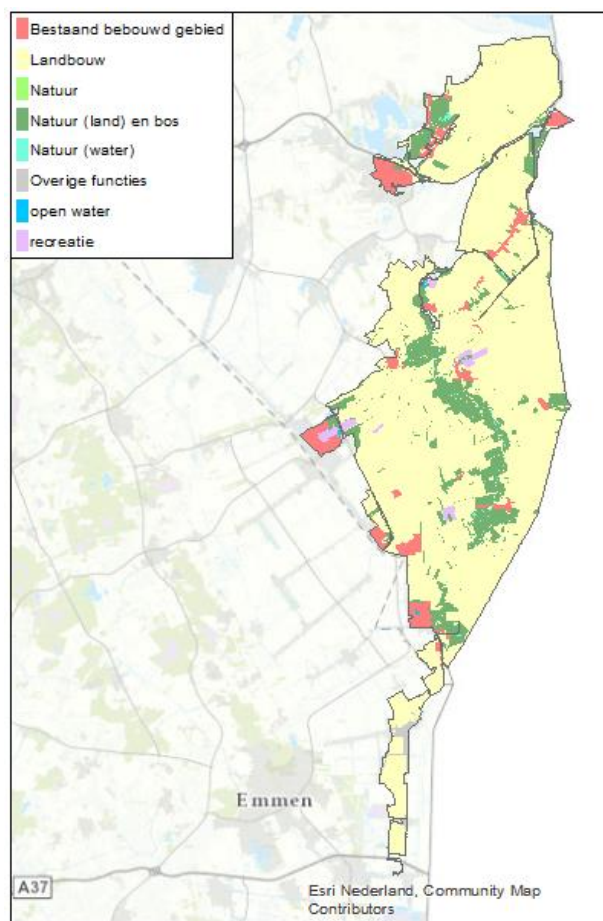 Bestaand bebouwd gebied
Landbouw
Natuur
Natuur (land) en bos
Natuur (water)
Overige functies
open water
recreatie
Emmen
A37
Esri Nederland, Community Map
Contributors